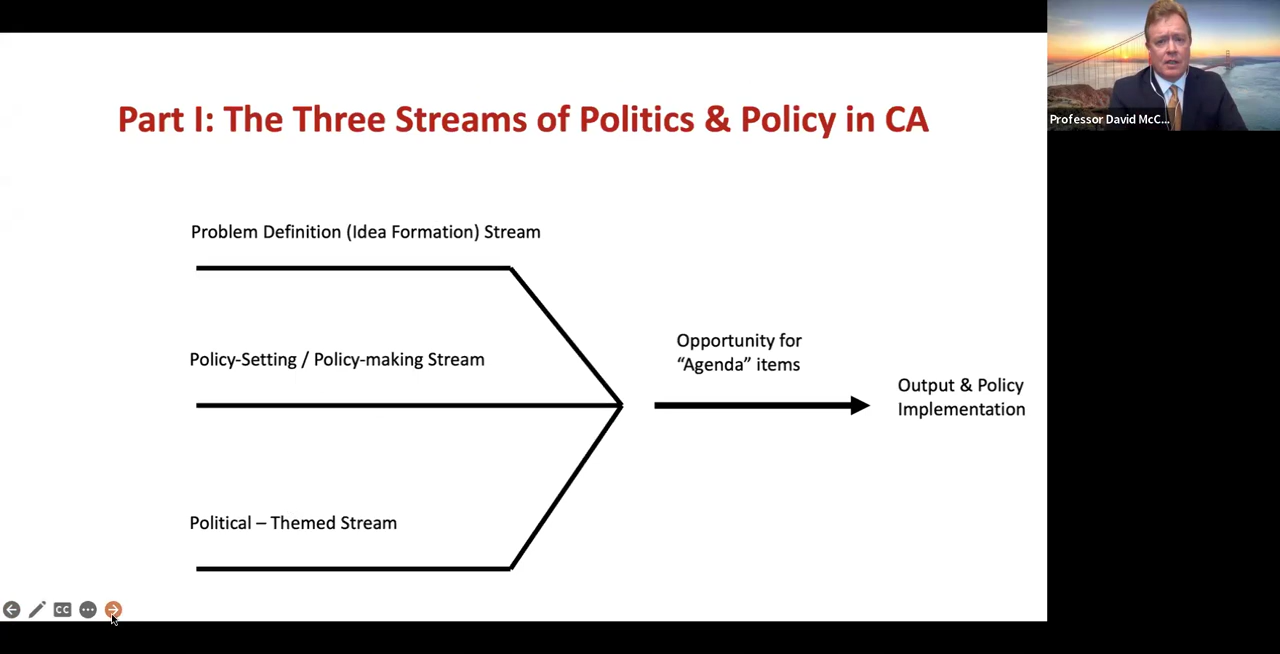 Part I: The Three Streams of Politics & Policy in CA
Problem Definition (Idea Formation) Stream
Policy-Setting / Policy-making Stream
Opportunity for
“Agenda” items
Output & Policy
Implementation
Political – Themed Stream
CC
Professor David McC...